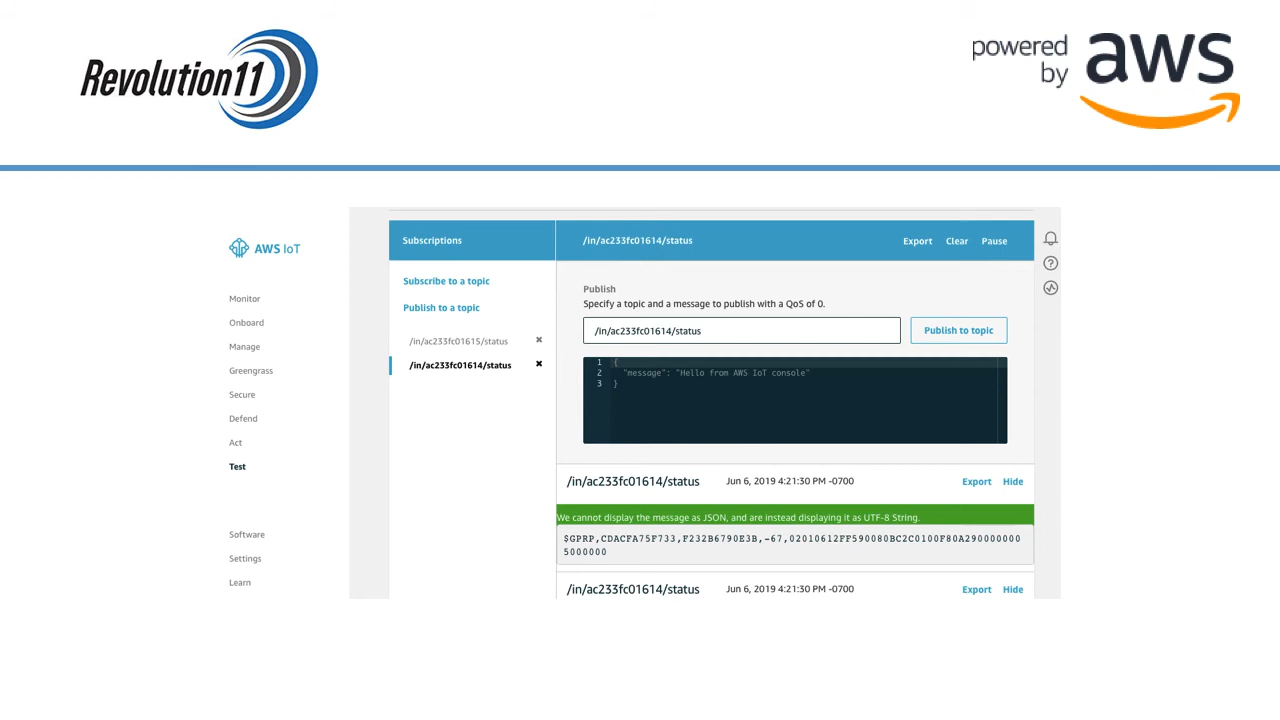 Revolution11
powered by aws
AWS IoT
Monitor
Onboard
Manage
Greengrass
Secure
Defend
Act
Test
Software
Settings
Learn
Subscriptions
Subscribe to a topic
Publish to a topic
/in/ac233fc01615/status ×
/in/ac233fc01614/status ×
/in/ac233fc01614/status Export Clear Pause
Publish
Specify a topic and a message to publish with a QoS of 0.
/in/ac233fc01614/status Publish to topic
1 {
2 "message": "Hello from AWS IoT console"
3 }
/in/ac233fc01614/status Jun 6, 2019 4:21:30 PM -0700 Export Hide
We cannot display the message as JSON, and are instead displaying it as UTF-8 String.
$GPRP,CDACFA75F733,F232B6790E3B,-67,02010612FF590080BC2C0100F80A290000000
5000000
/in/ac233fc01614/status Jun 6, 2019 4:21:30 PM -0700 Export Hide